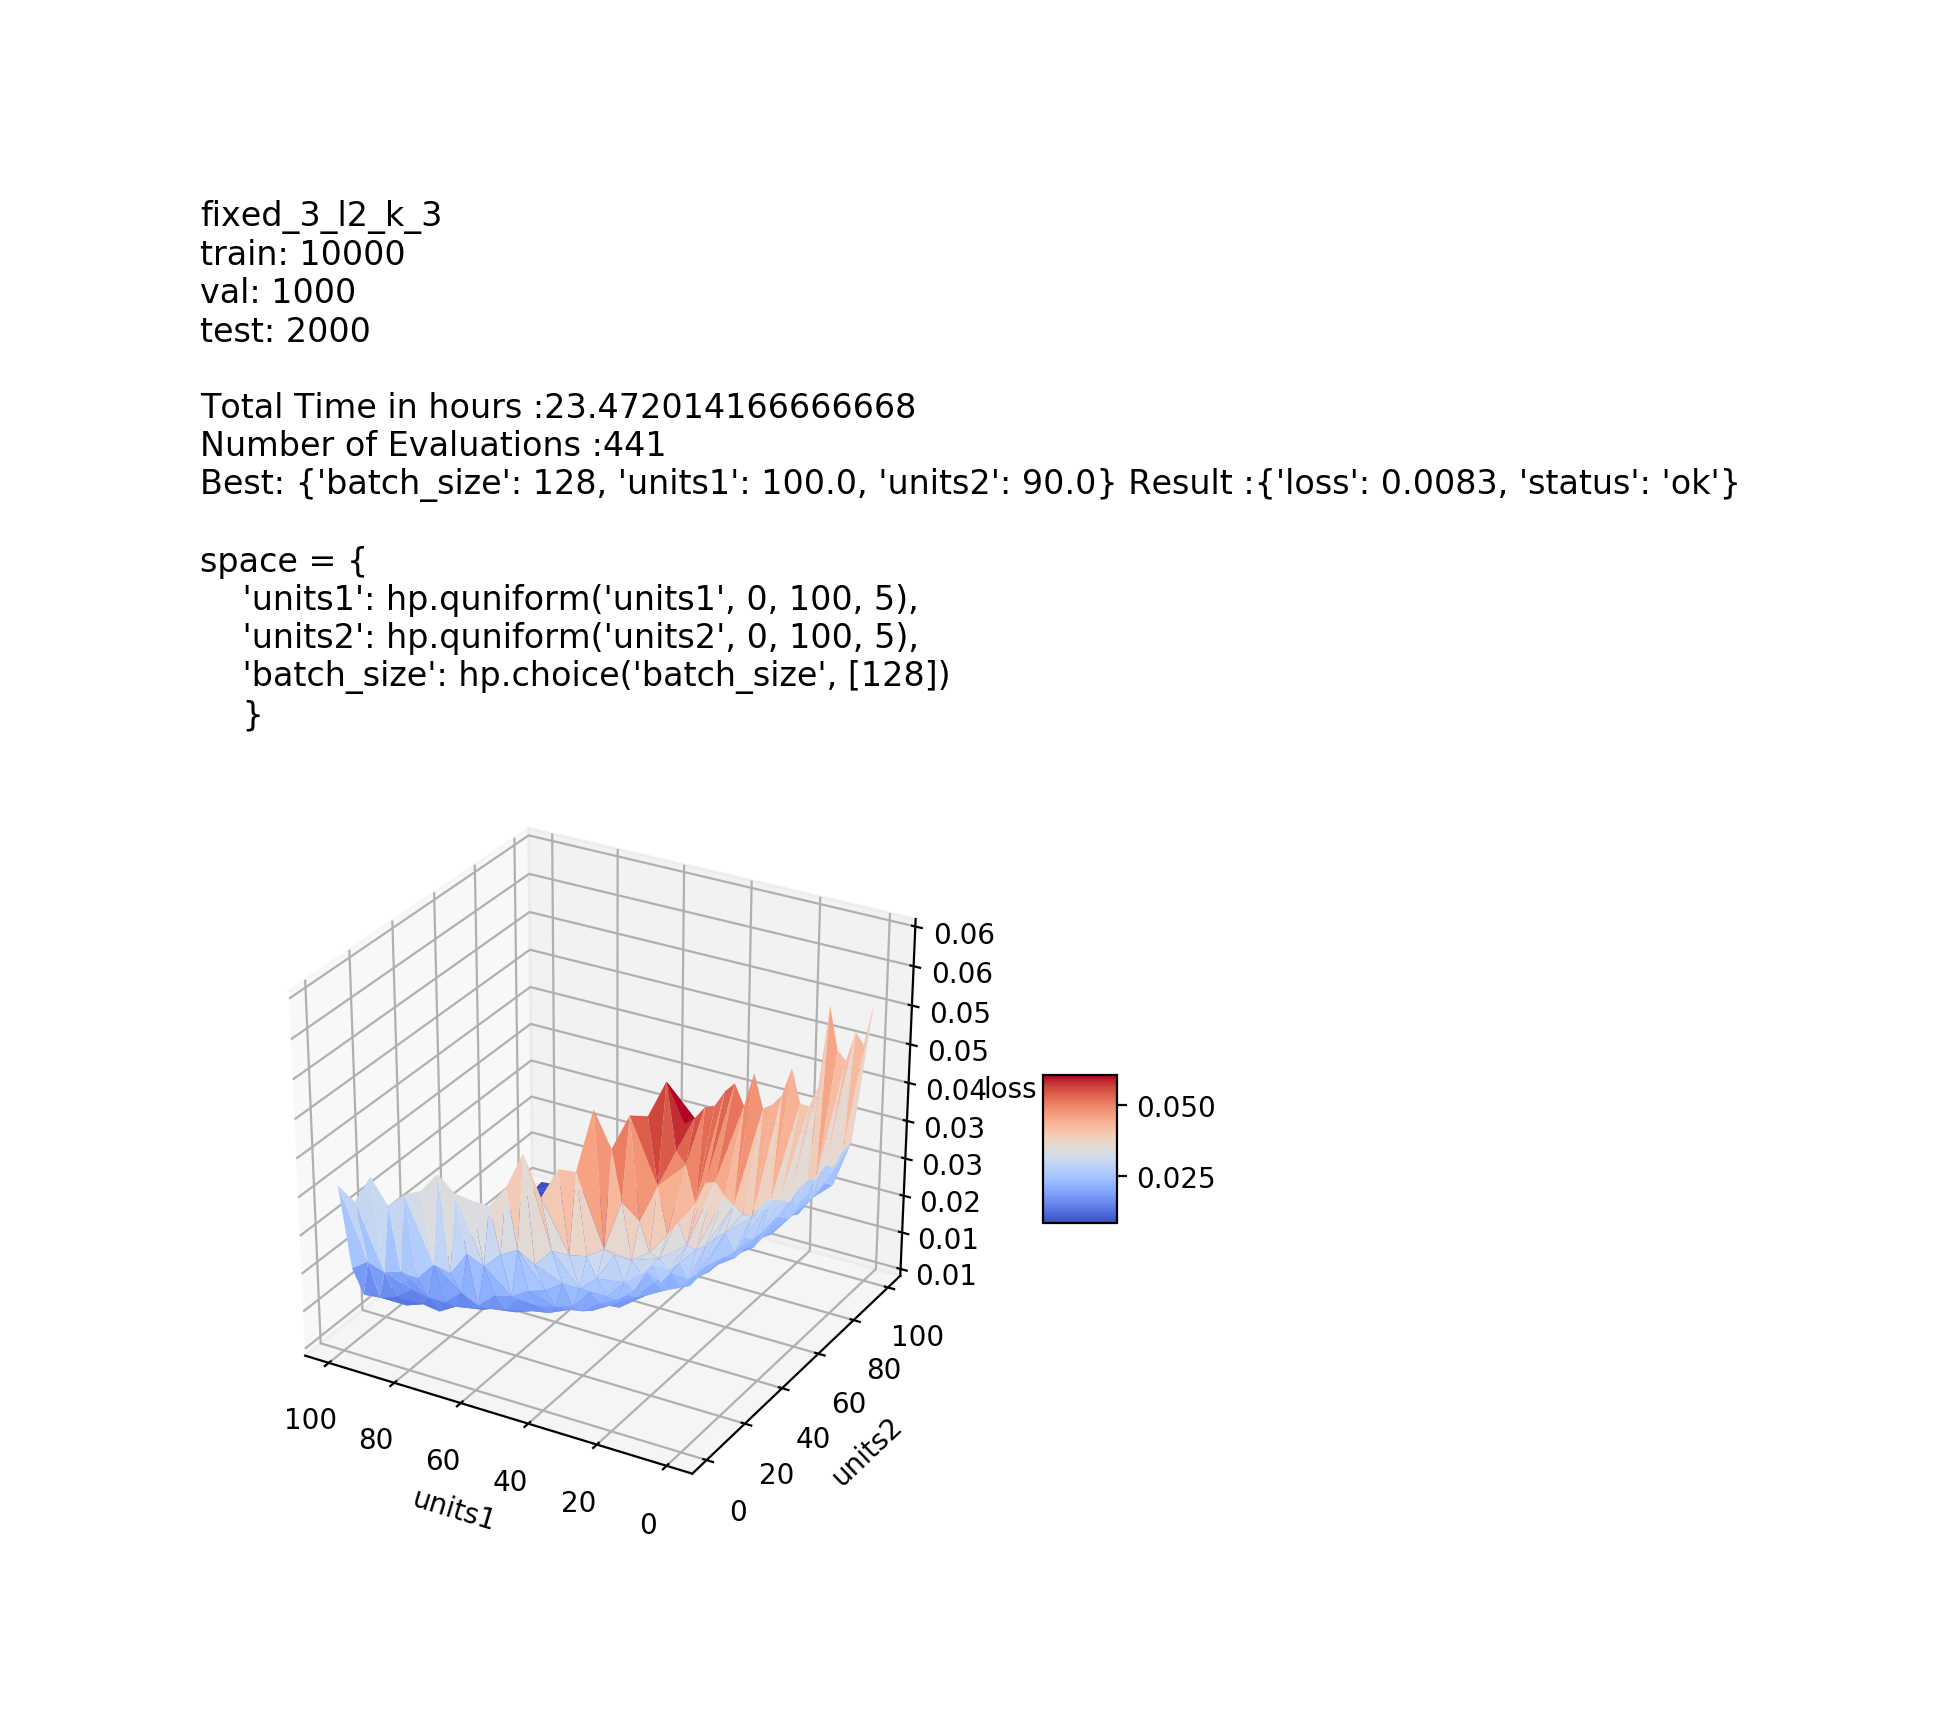 fixed_3_l2_k_3
train: 10000
val: 1000
test: 2000
Total Time in hours :23.472014166666668
Number of Evaluations :441
Best: {'batch_size': 128, 'units1': 100.0, 'units2': 90.0} Result :{'loss': 0.0083, 'status': 'ok'}
space = {
'units1': hp.quniform('units1', 0, 100, 5),
'units2': hp.quniform('units2', 0, 100, 5),
'batch_size': hp.choice('batch_size', [128])
}
0.06
0.06
0.05
0.05
0.04
loss
0.03
0.03
0.02
0.01
0.01
0.050
0.025
100
80
60
40
20
0
units1
0
20
40
60
80
100
units2